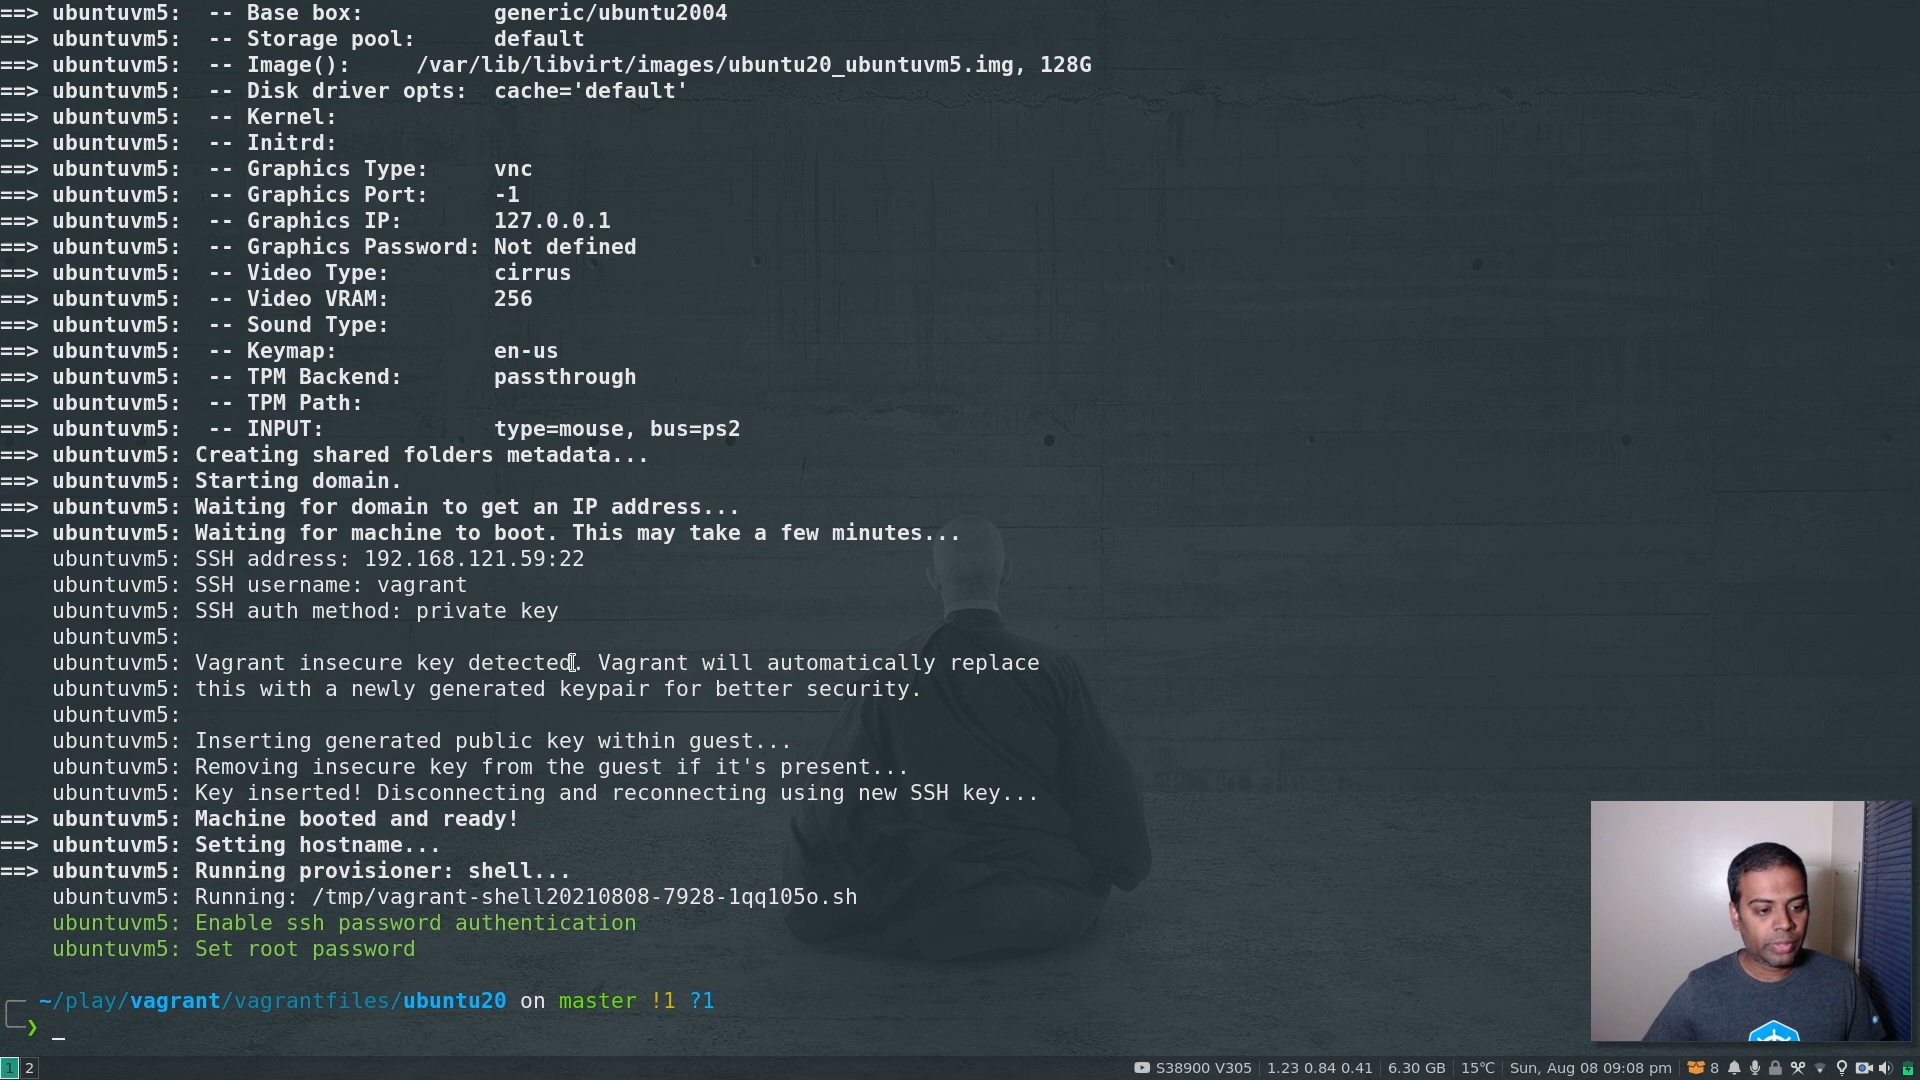 ==> ubuntuvm5:  -- Base box:          generic/ubuntu2004
==> ubuntuvm5:  -- Storage pool:      default
==> ubuntuvm5:  -- Image():     /var/lib/libvirt/images/ubuntu20_ubuntuvm5.img, 128G
==> ubuntuvm5:  -- Disk driver opts:  cache='default'
==> ubuntuvm5:  -- Kernel:
==> ubuntuvm5:  -- Initrd:
==> ubuntuvm5:  -- Graphics Type:     vnc
==> ubuntuvm5:  -- Graphics Port:     -1
==> ubuntuvm5:  -- Graphics IP:       127.0.0.1
==> ubuntuvm5:  -- Graphics Password: Not defined
==> ubuntuvm5:  -- Video Type:        cirrus
==> ubuntuvm5:  -- Video VRAM:        256
==> ubuntuvm5:  -- Sound Type:
==> ubuntuvm5:  -- Keymap:            en-us
==> ubuntuvm5:  -- TPM Backend:       passthrough
==> ubuntuvm5:  -- TPM Path:
==> ubuntuvm5:  -- INPUT:             type=mouse, bus=ps2
==> ubuntuvm5: Creating shared folders metadata...
==> ubuntuvm5: Starting domain.
==> ubuntuvm5: Waiting for domain to get an IP address...
==> ubuntuvm5: Waiting for machine to boot. This may take a few minutes...
    ubuntuvm5: SSH address: 192.168.121.59:22
    ubuntuvm5: SSH username: vagrant
    ubuntuvm5: SSH auth method: private key
    ubuntuvm5:
    ubuntuvm5: Vagrant insecure key detected. Vagrant will automatically replace
    ubuntuvm5: this with a newly generated keypair for better security.
    ubuntuvm5:
    ubuntuvm5: Inserting generated public key within guest...
    ubuntuvm5: Removing insecure key from the guest if it's present...
    ubuntuvm5: Key inserted! Disconnecting and reconnecting using new SSH key...
==> ubuntuvm5: Machine booted and ready!
==> ubuntuvm5: Setting hostname...
==> ubuntuvm5: Running provisioner: shell...
    ubuntuvm5: Running: /tmp/vagrant-shell20210808-7928-1qq105o.sh
    ubuntuvm5: Enable ssh password authentication
    ubuntuvm5: Set root password
~/play/vagrant/vagrantfiles/ubuntu20 on master !1 ?1
❯ _
1 2 S38900 V305 1.23 0.84 0.41 6.30 GB 15℃ Sun, Aug 08 09:08 pm 8